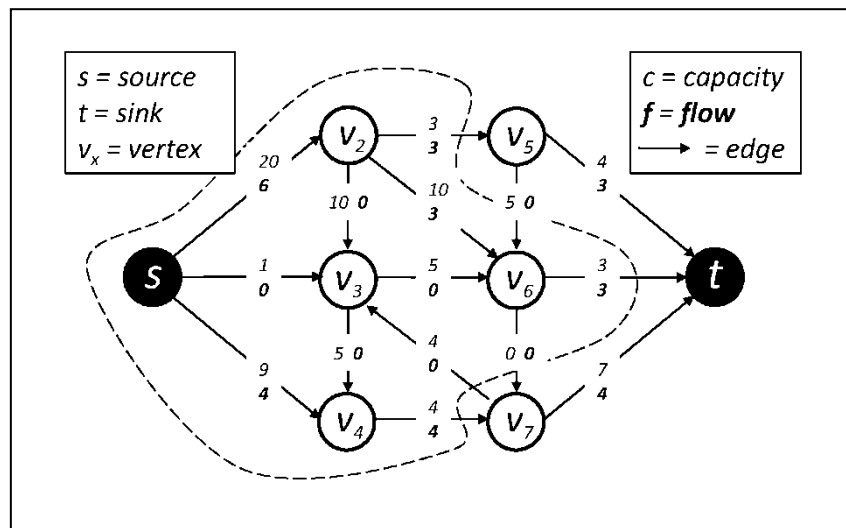 s = source
t = sink
vₓ = vertex
c = capacity
f = flow
= edge
v₂
3
3
v₅
20
6
10
3
4
3
10 0
5 0
s
1
0
v₃
5
0
v₆
3
3
t
9
4
5 0
4
0
0 0
7
4
v₄
4
4
v₇